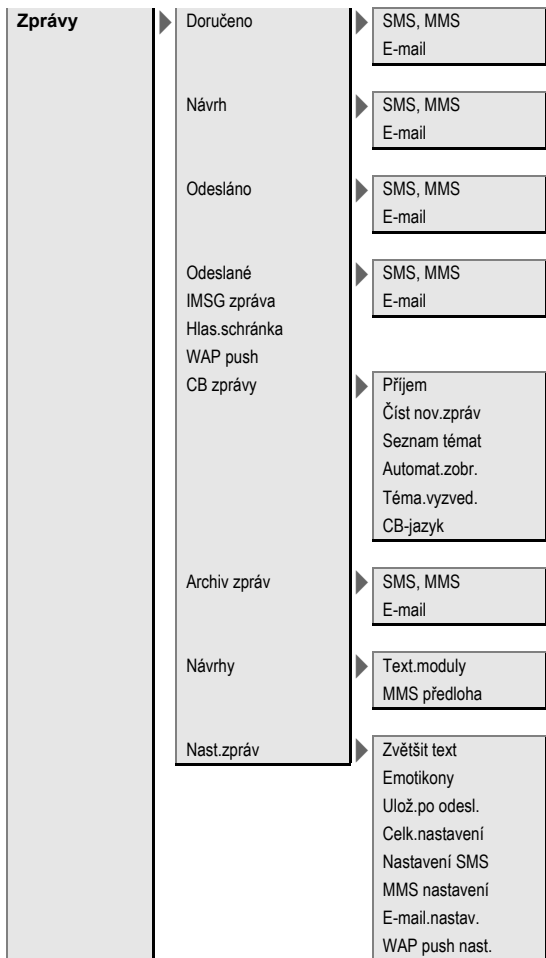 Zprávy
Doručeno
SMS, MMS
E-mail
Návrh
SMS, MMS
E-mail
Odesláno
SMS, MMS
E-mail
Odeslané
SMS, MMS
E-mail
IMSG zpráva
Hlas.schránka
WAP push
CB zprávy
Příjem
Číst nov.zpráv
Seznam témat
Automat.zobr.
Téma.vyzved.
CB-jazyk
Archiv zpráv
SMS, MMS
E-mail
Návrhy
Text.moduly
MMS předloha
Nast.zpráv
Zvětšit text
Emotikony
Ulož.po odesl.
Celk.nastavení
Nastavení SMS
MMS nastavení
E-mail.nastav.
WAP push nast.